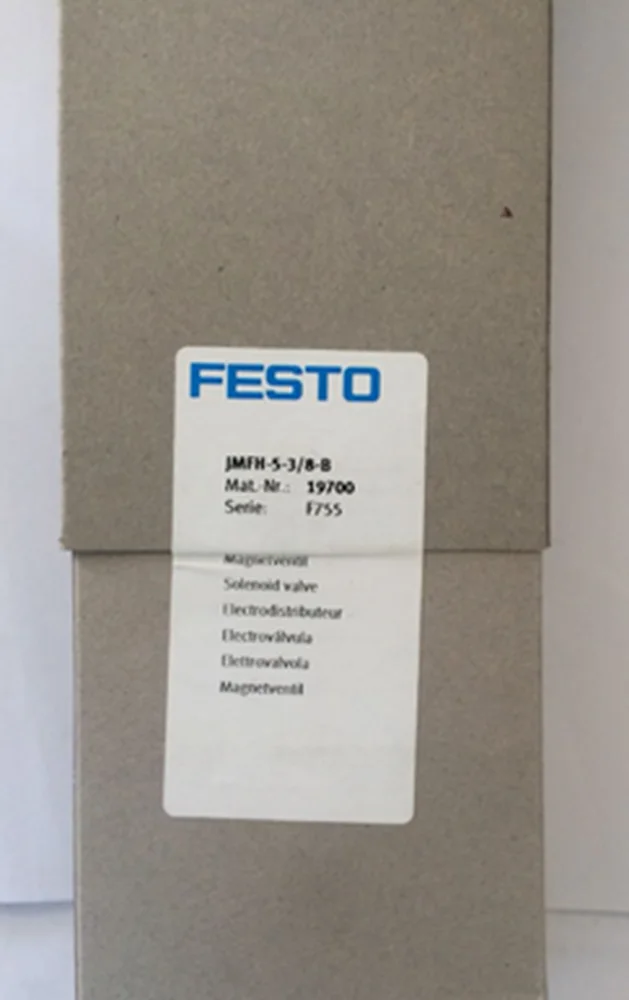 FESTO
JMFH-5-3/8-B
Mat.-Nr.: 19700
Serie: F755
Magnetventil
Solenoid valve
Electrodistributeur
Electroválvula
Elettrovalvola
Magnetventil